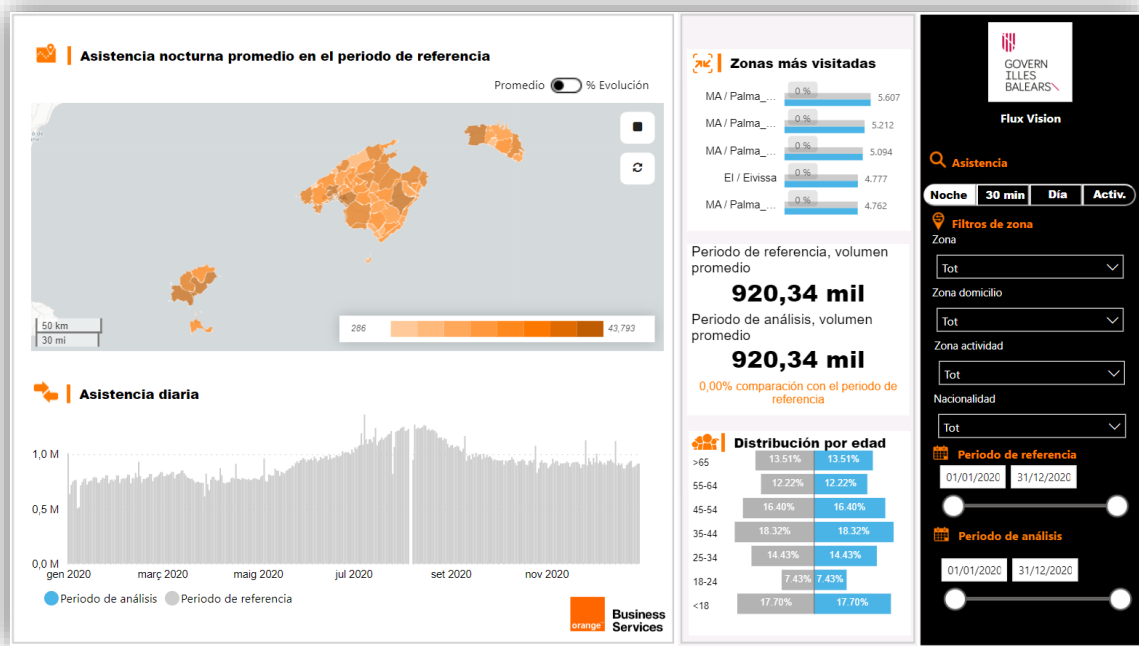 Asistencia nocturna promedio en el periodo de referencia
Promedio % Evolución
50 km
30 mi
286 43,793
Asistencia diaria
1,0 M
0,5 M
0,0 M
gen 2020 març 2020 maig 2020 jul 2020 set 2020 nov 2020
Periodo de análisis Periodo de referencia
orange
Business
Services
Zonas más visitadas
MA / Palma_... 0 % 5.607
MA / Palma_... 0 % 5.212
MA / Palma_... 0 % 5.094
EI / Eivissa 0 % 4.777
MA / Palma_... 0 % 4.762
Periodo de referencia, volumen
promedio
920,34 mil
Periodo de análisis, volumen
promedio
920,34 mil
0,00% comparación con el periodo de
referencia
Distribución por edad
>65 13.51% 13.51%
55-64 12.22% 12.22%
45-54 16.40% 16.40%
35-44 18.32% 18.32%
25-34 14.43% 14.43%
18-24 7.43% 7.43%
<18 17.70% 17.70%
GOVERN
ILLES
BALEARS
Flux Vision
Asistencia
Noche 30 min Día Activ.
Filtros de zona
Zona
Tot
Zona domicilio
Tot
Zona actividad
Tot
Nacionalidad
Tot
Periodo de referencia
01/01/2020 31/12/2020
Periodo de análisis
01/01/2020 31/12/2020